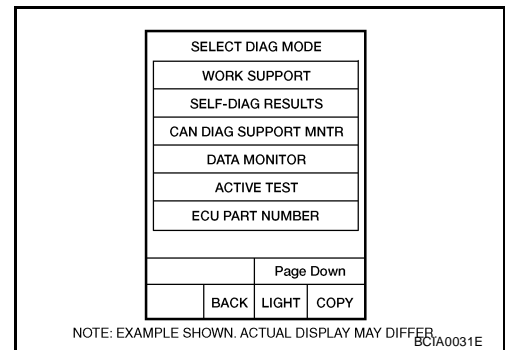 SELECT DIAG MODE
WORK SUPPORT
SELF-DIAG RESULTS
CAN DIAG SUPPORT MNTR
DATA MONITOR
ACTIVE TEST
ECU PART NUMBER
Page Down
BACK LIGHT COPY
NOTE: EXAMPLE SHOWN. ACTUAL DISPLAY MAY DIFFER.
BCIA0031E